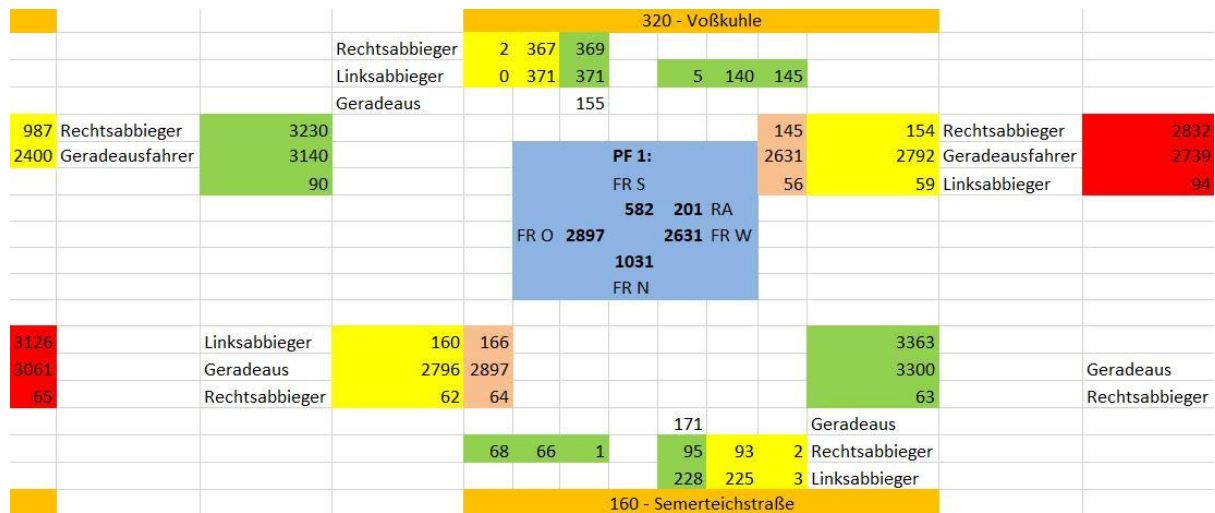 320 - Voßkuhle
Rechtsabbieger 2 367 369
Linksabbieger 0 371 371 5 140 145
Geradeaus 155
987 Rechtsabbieger 3230 145 154 Rechtsabbieger 2832
2400 Geradeausfahrer 3140 PF 1: 2631 2792 Geradeausfahrer 2739
90 FR S 56 59 Linksabbieger 94
582 201 RA
FR O 2897 2631 FR W
1031
FR N
3126 Linksabbieger 160 166 3363
3061 Geradeaus 2796 2897 3300 Geradeaus
65 Rechtsabbieger 62 64 63 Rechtsabbieger
171 Geradeaus
68 66 1 95 93 2 Rechtsabbieger
228 225 3 Linksabbieger
160 - Semerteichstraße